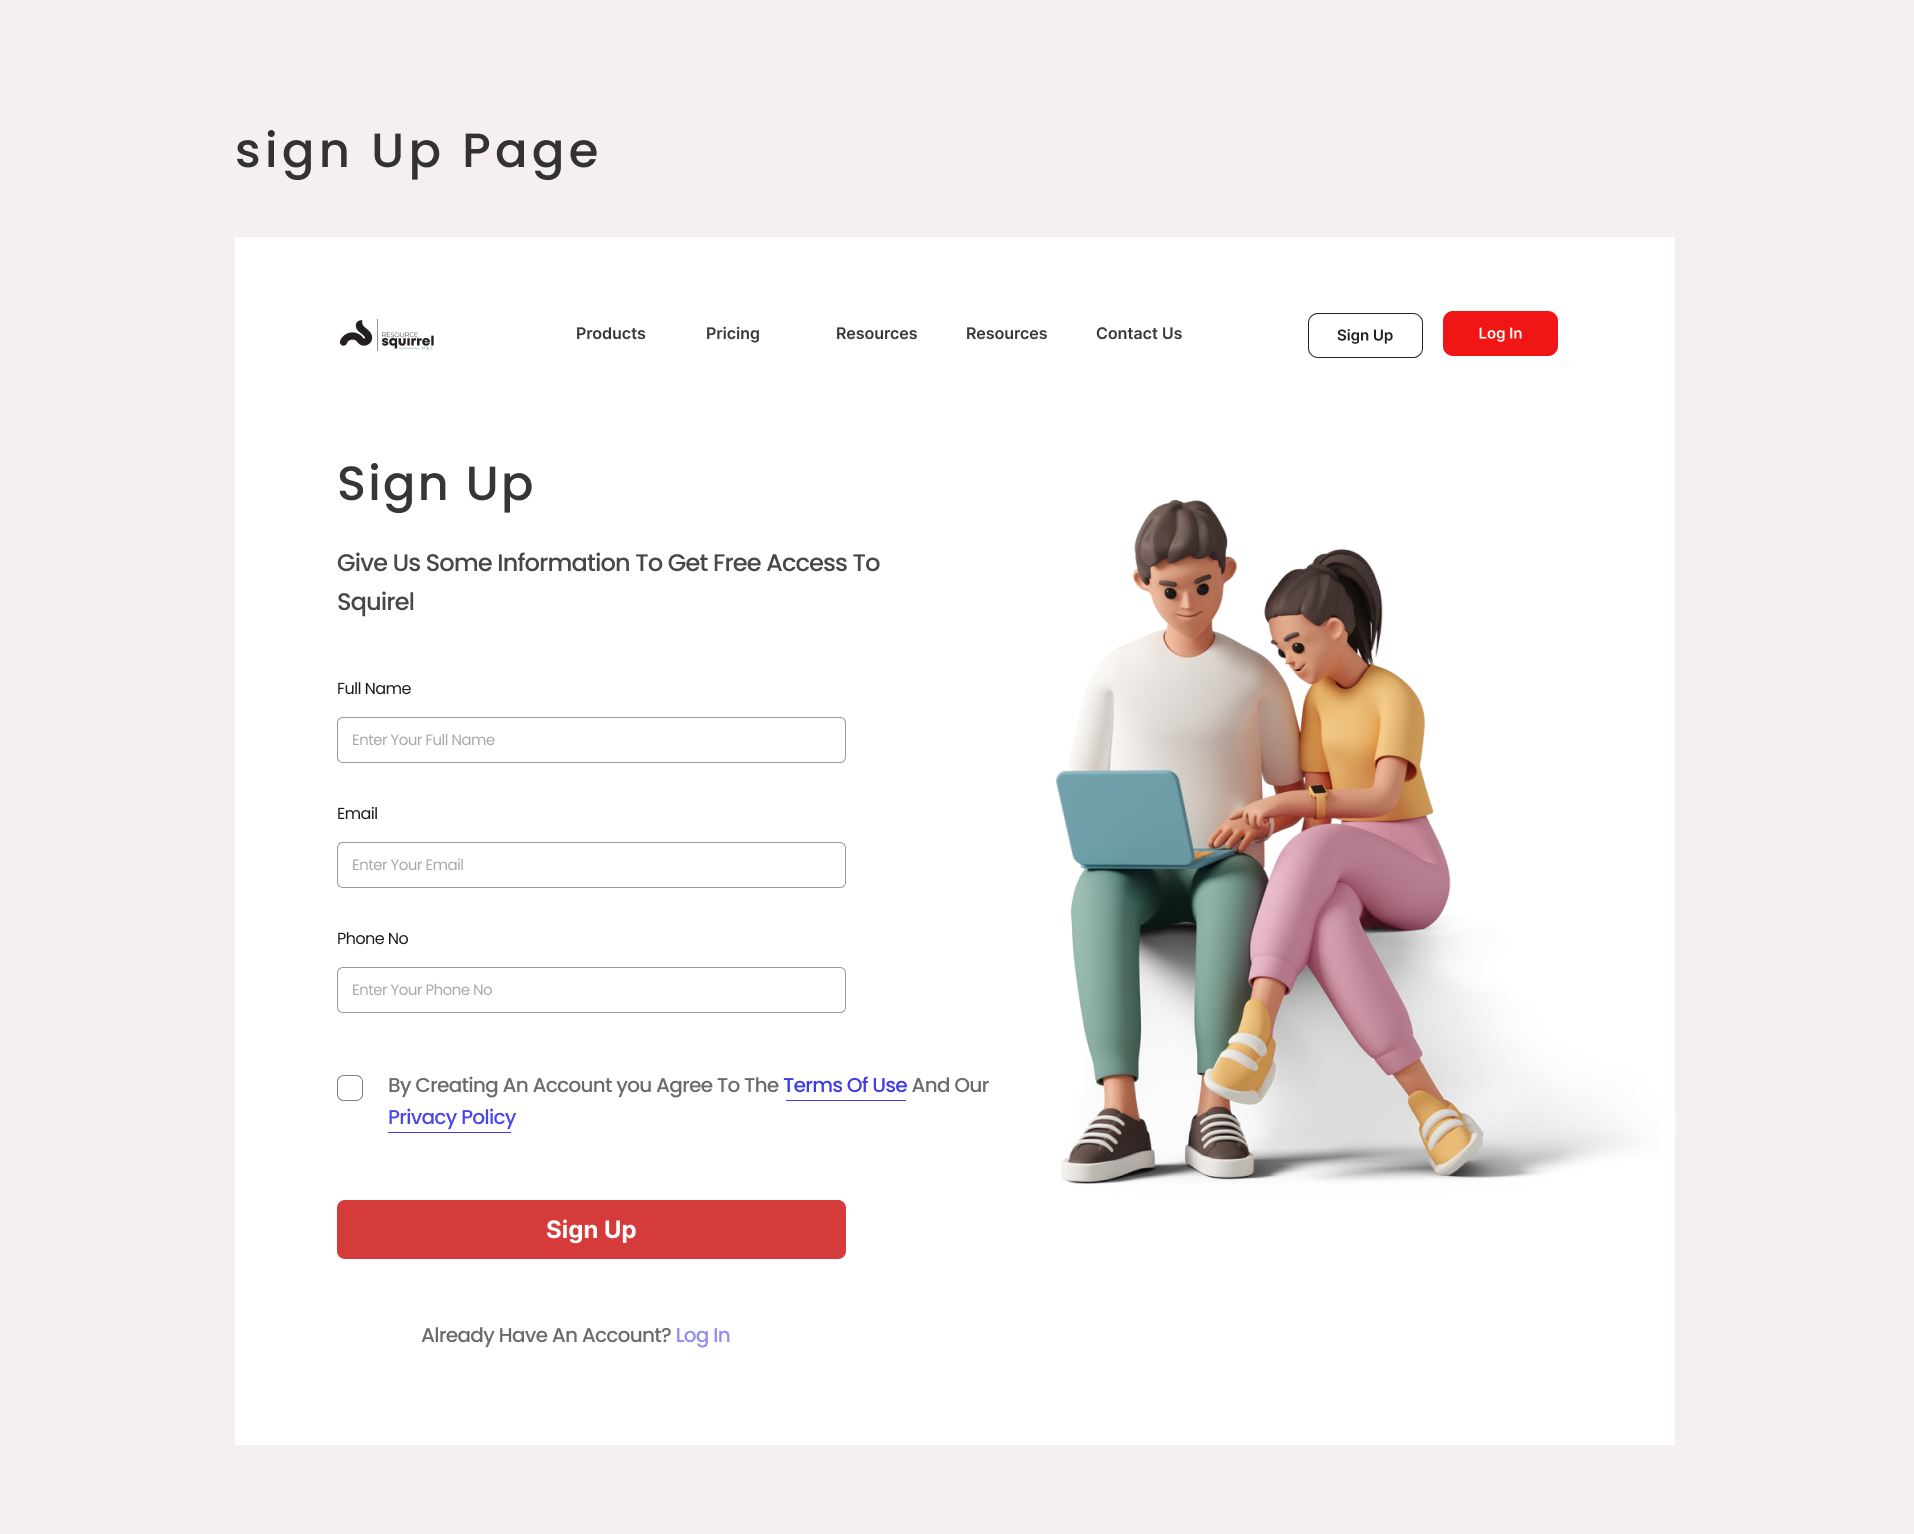 sign Up Page
RESOURCE
squirrel
Products
Pricing
Resources
Resources
Contact Us
Sign Up
Log In
Sign Up
Give Us Some Information To Get Free Access To
Squirel
Full Name
Enter Your Full Name
Email
Enter Your Email
Phone No
Enter Your Phone No
By Creating An Account you Agree To The Terms Of Use And Our
Privacy Policy
Sign Up
Already Have An Account? Log In